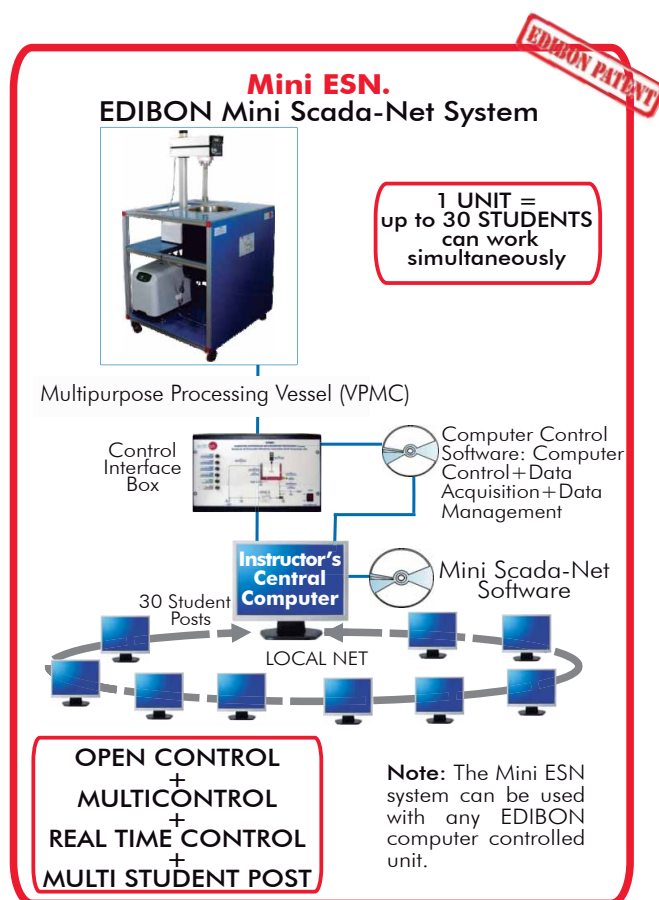 EDIBON PATENT
Mini ESN.
EDIBON Mini Scada-Net System
1 UNIT =
up to 30 STUDENTS
can work
simultaneously
Multipurpose Processing Vessel (VPMC)
Control
Interface
Box
Computer Control
Software: Computer
Control+Data
Acquisition+Data
Management
Instructor's
Central
Computer
Mini Scada-Net
Software
30 Student
Posts
LOCAL NET
OPEN CONTROL
+
MULTICONTROL
+
REAL TIME CONTROL
+
MULTI STUDENT POST
Note: The Mini ESN
system can be used
with any EDIBON
computer controlled
unit.